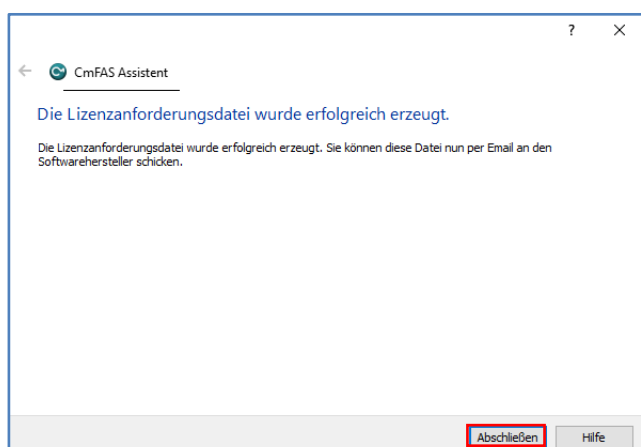 ?
CmFAS Assistent
Die Lizenzanforderungsdatei wurde erfolgreich erzeugt.
Die Lizenzanforderungsdatei wurde erfolgreich erzeugt. Sie können diese Datei nun per Email an den
Softwarehersteller schicken.
Abschließen Hilfe